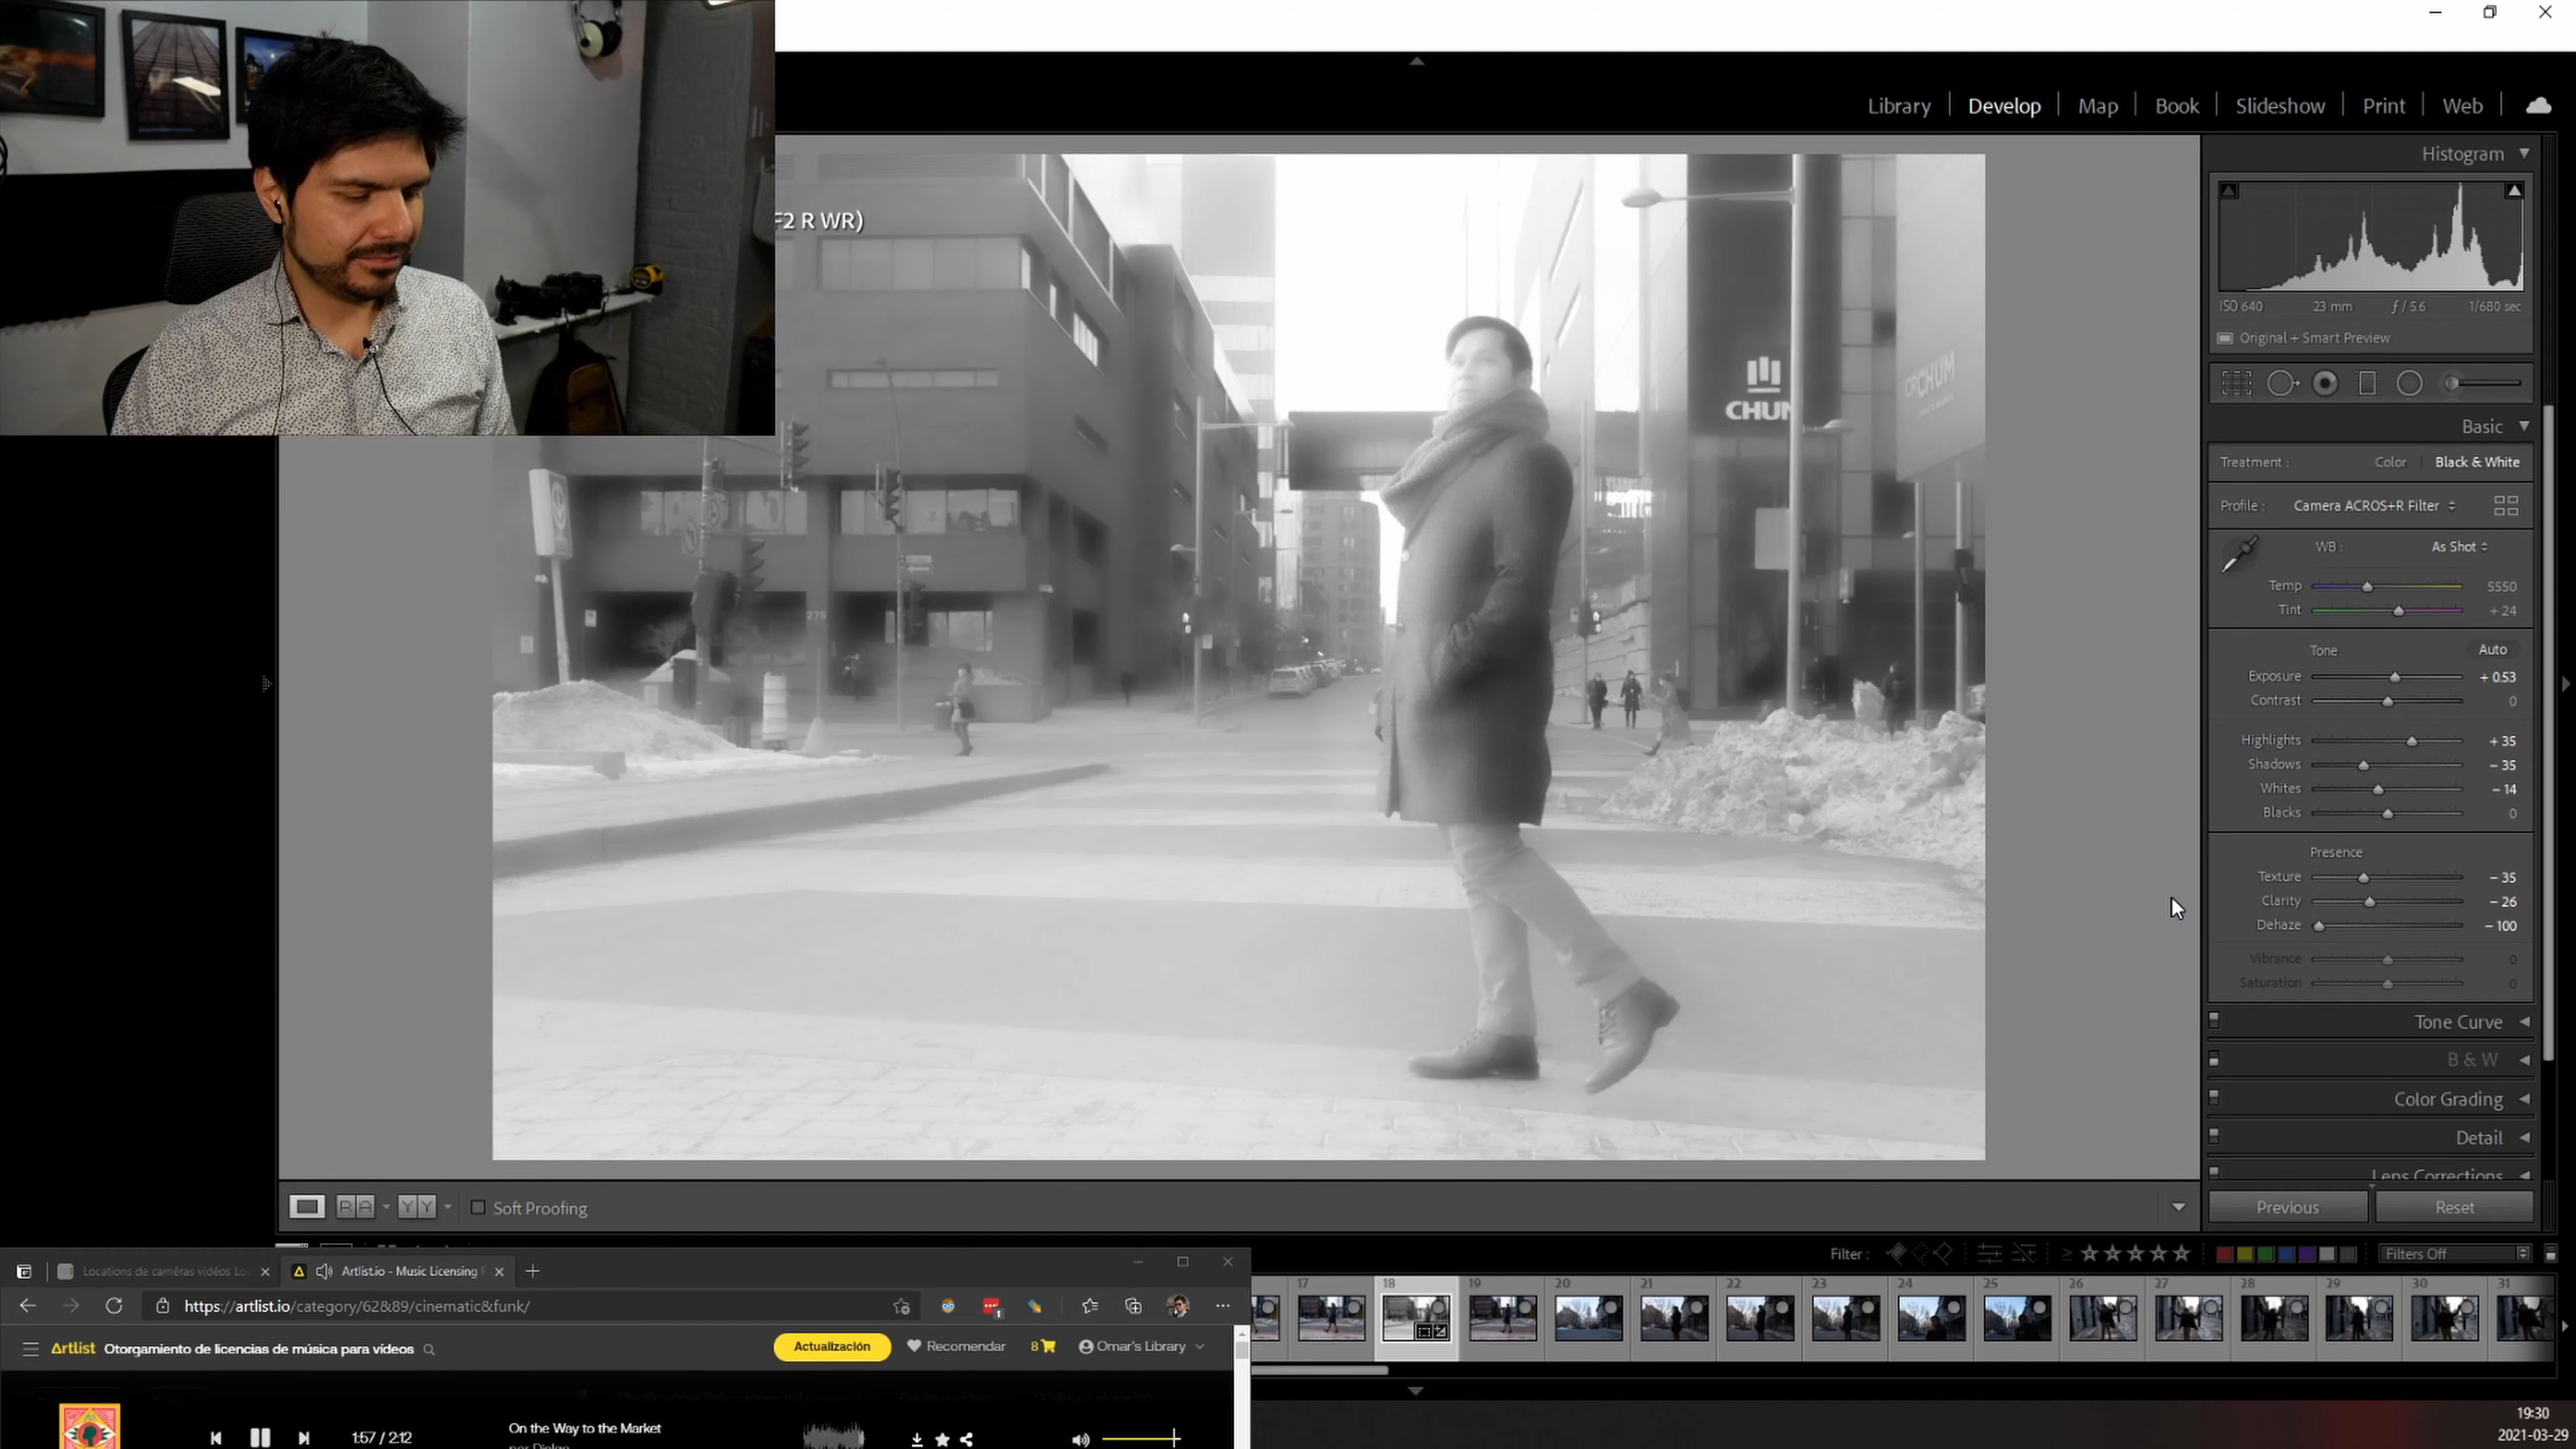 Library | Develop | Map | Book | Slideshow | Print | Web
Histogram
F2 R WR)
ISO 640 23 mm ƒ / 5.6 1/680 sec
Original + Smart Preview
CHUM
Basic
Treatment : Color Black & White
Profile : Camera ACROS+R Filter
WB : As Shot
Temp 5550
Tint + 24
Tone Auto
Exposure + 0.53
Contrast 0
Highlights + 35
Shadows − 35
Whites − 14
Blacks 0
275
Presence
Texture − 35
Clarity − 26
Dehaze − 100
Vibrance 0
Saturation 0
Tone Curve
B & W
Color Grading
Detail
Lens Corrections
Previous Reset
R A Y Y Soft Proofing
Filter : ≥ Filters Off
Locations de caméras vidéos Lo
Artlist.io - Music Licensing
https://artlist.io/category/62&89/cinematic&funk/
1
Artlist Otorgamiento de licencias de música para vídeos
Actualización Recomendar 8 Omar's Library
17 18 19 20 21 22 23 24 25 26 27 28 29 30 31
1:57 / 2:12 On the Way to the Market
19:30
2021-03-29